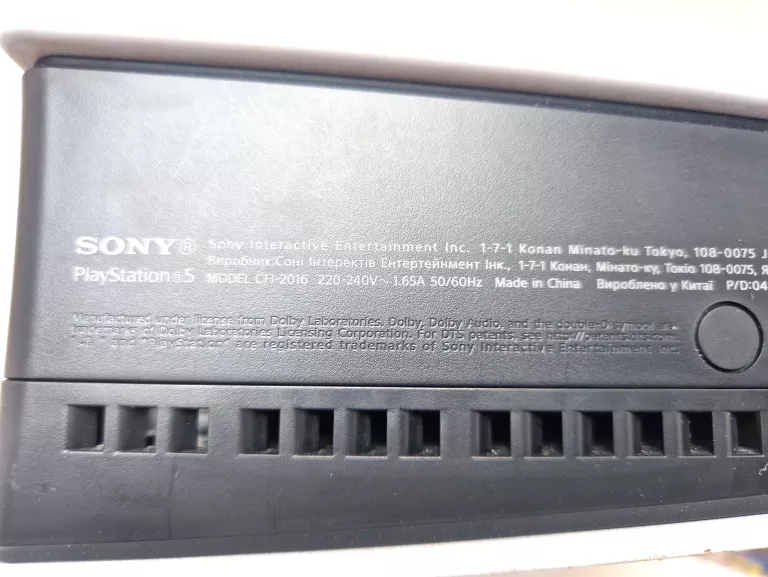 SONY® Sony Interactive Entertainment Inc. 1-7-1 Konan Minato-ku Tokyo, 108-0075 J
Виробник Соні Інтеректів Ентертейнмент Інк., 1-7-1 Конан, Мінато-ку, Токіо 108-0075, Я
PlayStation®5 MODEL CFI-2016 220-240V~ 1.65A 50/60Hz Made in China Вироблено у Китаї P/D:04
Manufactured under license from Dolby Laboratories. Dolby, Dolby Audio, and the double-D symbol are
trademarks of Dolby Laboratories Licensing Corporation. For DTS patents, see http://patents.dts.com.
and "PlayStation" are registered trademarks of Sony Interactive Entertainment Inc.